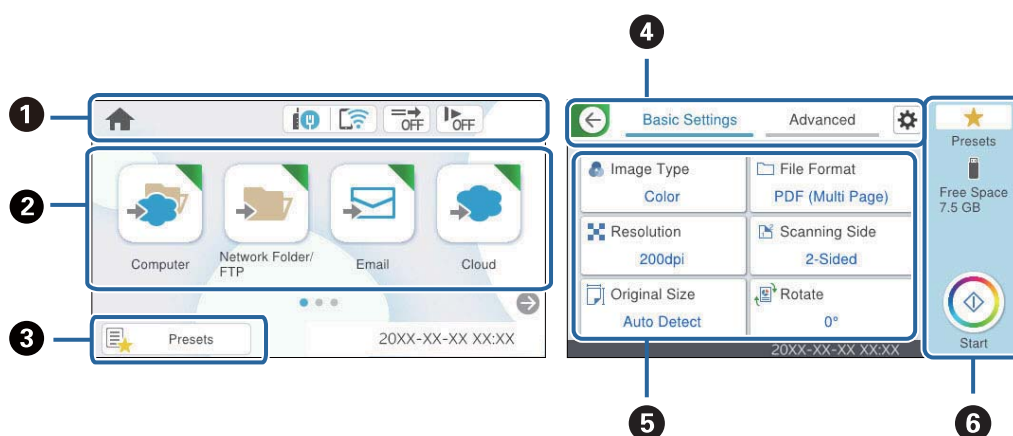 4
1
OFF
OFF
Basic Settings
Advanced
Presets
Free Space
7.5 GB
Image Type
Color
File Format
PDF (Multi Page)
2
Computer
Network Folder/
FTP
Email
Cloud
Resolution
200dpi
Scanning Side
2-Sided
Original Size
Auto Detect
Rotate
0°
3
Presets
20XX-XX-XX XX:XX
20XX-XX-XX XX:XX
Start
5
6